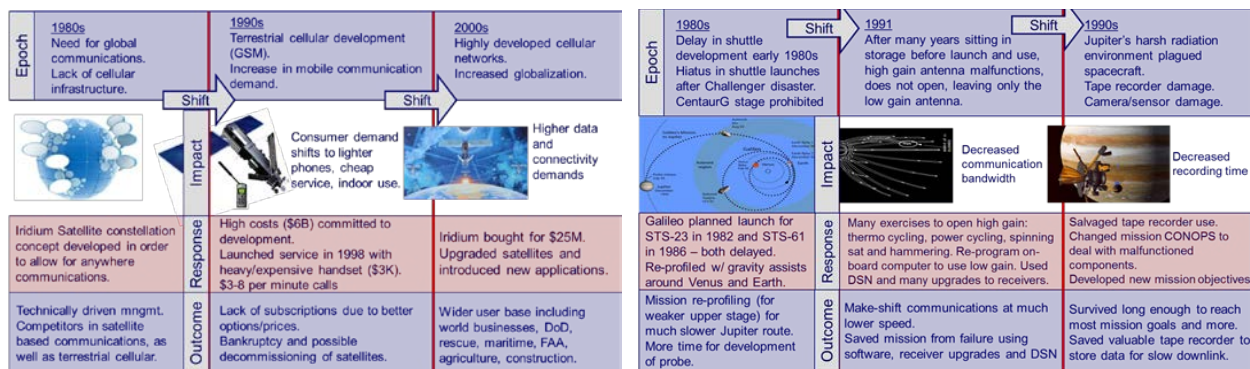 Epoch
1980s
Need for global
communications.
Lack of cellular
infrastructure.
Shift
1990s
Terrestrial cellular development
(GSM).
Increase in mobile communication
demand.
Shift
2000s
Highly developed cellular
networks.
Increased globalization.
Impact
Consumer demand
shifts to lighter
phones, cheap
service, indoor use.
Higher data
and
connectivity
demands
Response
Iridium Satellite constellation
concept developed in order
to allow for anywhere
communications.
High costs ($6B) committed to
development.
Launched service in 1998 with
heavy/expensive handset ($3K).
$3-8 per minute calls
Iridium bought for $25M.
Upgraded satellites and
introduced new applications.
Outcome
Technically driven mngmt.
Competitors in satellite
based communications, as
well as terrestrial cellular.
Lack of subscriptions due to better
options/prices.
Bankruptcy and possible
decommissioning of satellites.
Wider user base including
world businesses, DoD,
rescue, maritime, FAA,
agriculture, construction.
Epoch
1980s
Delay in shuttle
development early 1980s
Hiatus in shuttle launches
after Challenger disaster.
CentaurG stage prohibited
Shift
1991
After many years sitting in
storage before launch and use,
high gain antenna malfunctions,
does not open, leaving only the
low gain antenna.
Shift
1990s
Jupiter's harsh radiation
environment plagued
spacecraft.
Tape recorder damage.
Camera/sensor damage.
Impact
Decreased
communication
bandwidth
Decreased
recording time
Response
Galileo planned launch for
STS-23 in 1982 and STS-61
in 1986 – both delayed.
Re-profiled w/ gravity assists
around Venus and Earth.
Many exercises to open high gain:
thermo cycling, power cycling, spinning
sat and hammering. Re-program on-
board computer to use low gain. Used
DSN and many upgrades to receivers.
Salvaged tape recorder use.
Changed mission CONOPS to
deal with malfunctioned
components.
Developed new mission objectives
Outcome
Mission re-profiling (for
weaker upper stage) for
much slower Jupiter route.
More time for development
of probe.
Make-shift communications at much
lower speed.
Saved mission from failure using
software, receiver upgrades and DSN
Survived long enough to reach
most mission goals and more.
Saved valuable tape recorder to
store data for slow downlink.